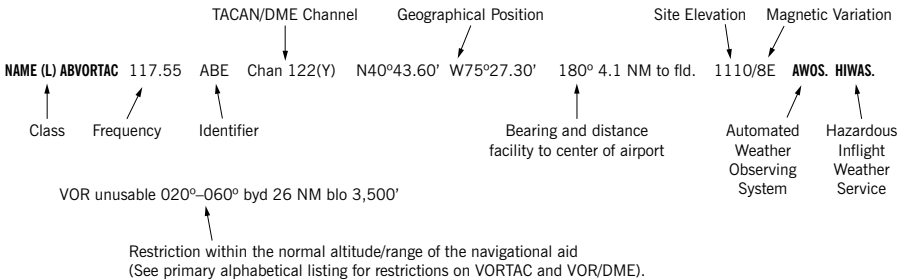 TACAN/DME Channel Geographical Position Site Elevation Magnetic Variation
NAME (L) ABVORTAC 117.55 ABE Chan 122(Y) N40º43.60' W75º27.30' 180º 4.1 NM to fld. 1110/8E AWOS. HIWAS.
Class Frequency Identifier Bearing and distance Automated Hazardous
facility to center of airport Weather Inflight
Observing Weather
System Service
VOR unusable 020º–060º byd 26 NM blo 3,500'
Restriction within the normal altitude/range of the navigational aid
(See primary alphabetical listing for restrictions on VORTAC and VOR/DME).